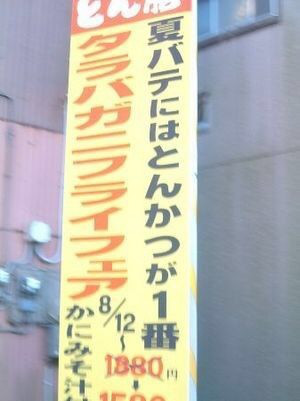 とん
夏バテにはとんかつが1番
タラバガニフライフェア
8/12〜
1880円
かにみそ汁